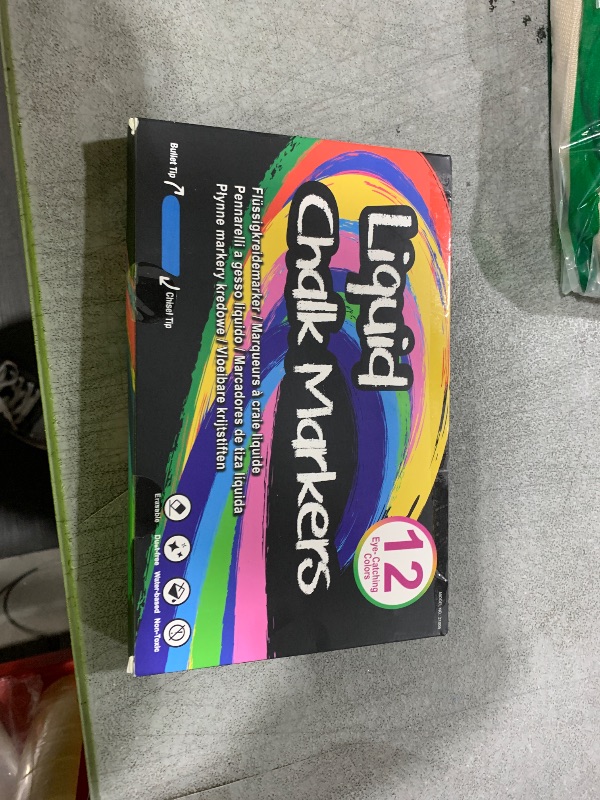 Liquid
Chalk Markers
12
Eye-Catching
Colors
Flüssigkreidemarker / Marqueurs à craie liquide
Pennarelli a gesso liquido / Marcadores de tiza líquida
Płynne markery kredowe / Vloeibare krijtstiften
Bullet Tip
Chisel Tip
Erasable Dust-free Water-based Non-Toxic